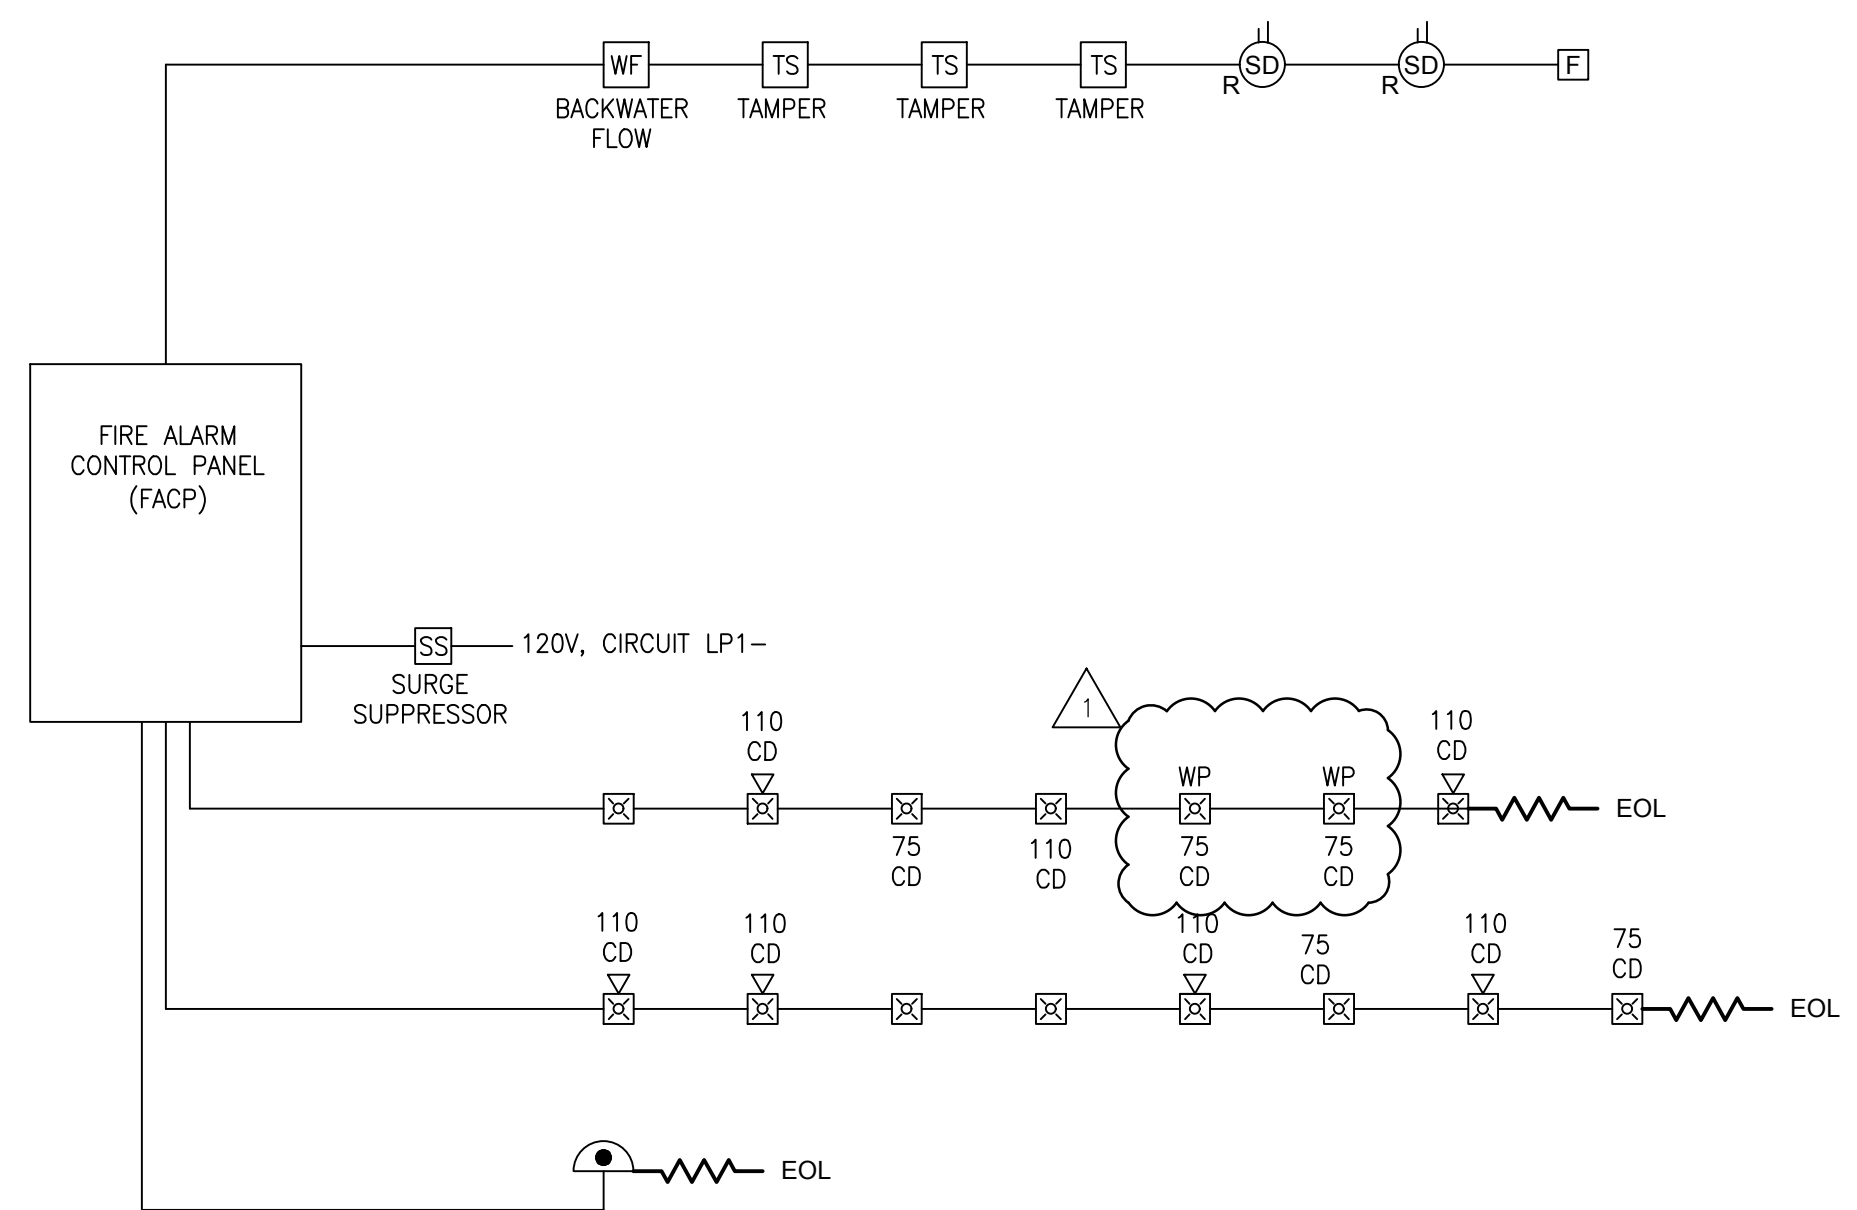 WF
TS
TS
TS
SD
SD
F
R
R
BACKWATER
FLOW
TAMPER
TAMPER
TAMPER
FIRE ALARM
CONTROL PANEL
(FACP)
SS
120V, CIRCUIT LP1-
SURGE
SUPPRESSOR
1
110
CD
110
CD
WP
WP
EOL
75
CD
110
CD
75
CD
75
CD
110
CD
110
CD
110
CD
75
CD
110
CD
75
CD
EOL
EOL